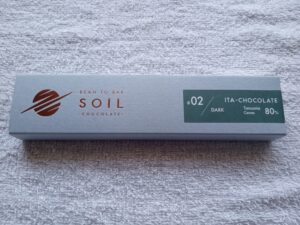 BEAN TO BAR
SOIL
CHOCOLATE
#02 / DARK
ITA-CHOCOLATE
Tanzania
Cacao 80%